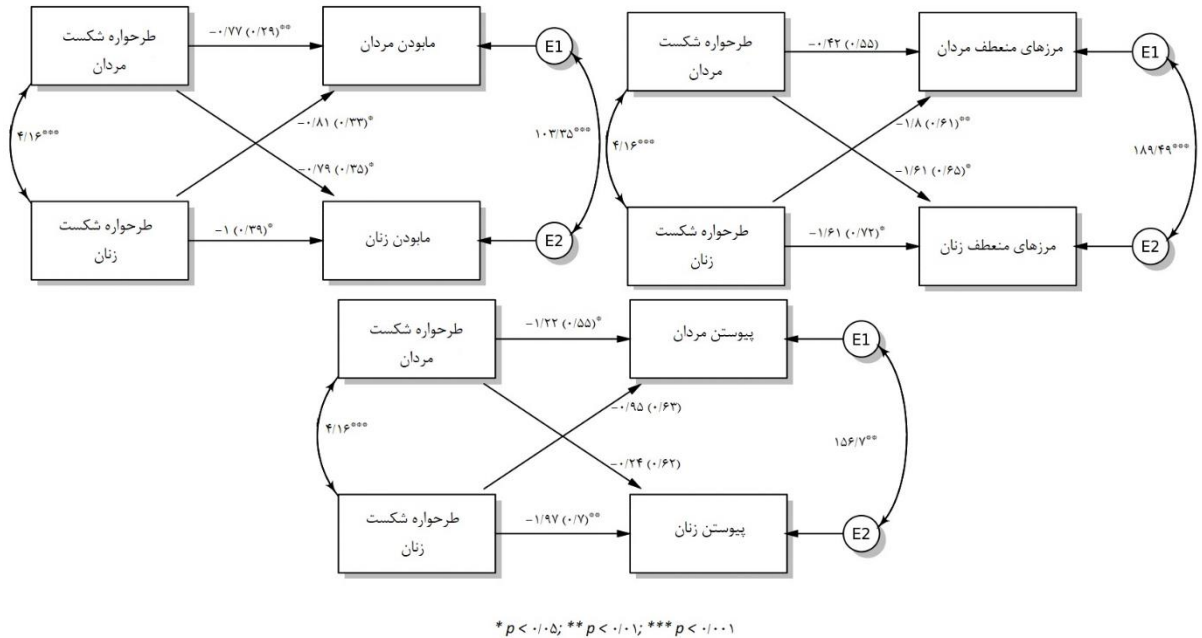 طرحواره شکست
مردان
-۰/۷۷ (۰/۲۹)**
مابودن مردان
E1
۴/۱۶***
-۰/۸۱ (۰/۳۳)*
-۰/۷۹ (۰/۳۵)*
۱۰۳/۳۵***
طرحواره شکست
زنان
-۱ (۰/۳۹)*
مابودن زنان
E2
طرحواره شکست
مردان
-۰/۴۲ (۰/۵۵)
مرزهای منعطف مردان
E1
۴/۱۶***
-۱/۸ (۰/۶۱)**
-۱/۶۱ (۰/۶۵)*
۱۸۹/۴۹***
طرحواره شکست
زنان
-۱/۶۱ (۰/۷۲)*
مرزهای منعطف زنان
E2
طرحواره شکست
مردان
-۱/۲۲ (۰/۵۵)*
پیوستن مردان
E1
۴/۱۶***
-۰/۹۵ (۰/۶۳)
-۰/۲۴ (۰/۶۲)
۱۵۶/۷**
طرحواره شکست
زنان
-۱/۹۷ (۰/۷)**
پیوستن زنان
E2
* p < ۰/۰۵; ** p < ۰/۰۱; *** p < ۰/۰۰۱